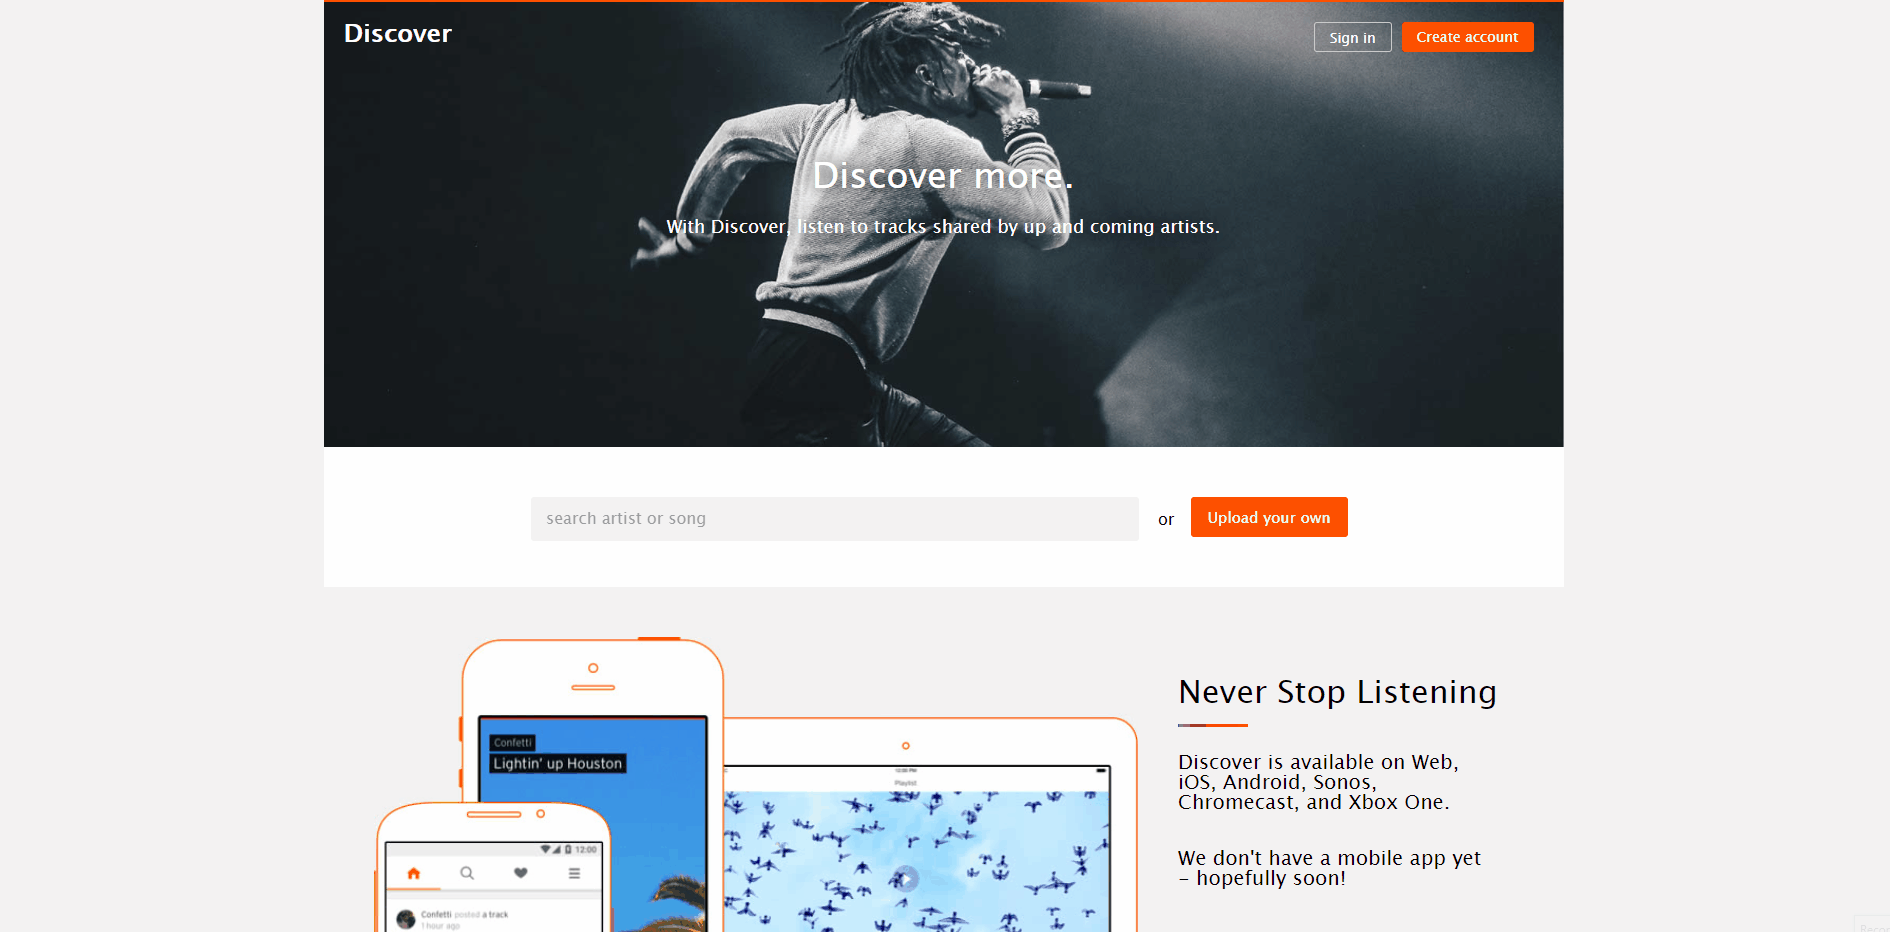 Discover
Sign in
Create account
Discover more.
With Discover, listen to tracks shared by up and coming artists.
search artist or song
or
Upload your own
Never Stop Listening
Discover is available on Web,
iOS, Android, Sonos,
Chromecast, and Xbox One.
We don't have a mobile app yet
– hopefully soon!
Confetti
Lightin' up Houston
12:00 PM
Playlist
12:00
Confetti posted a track
1 hour ago